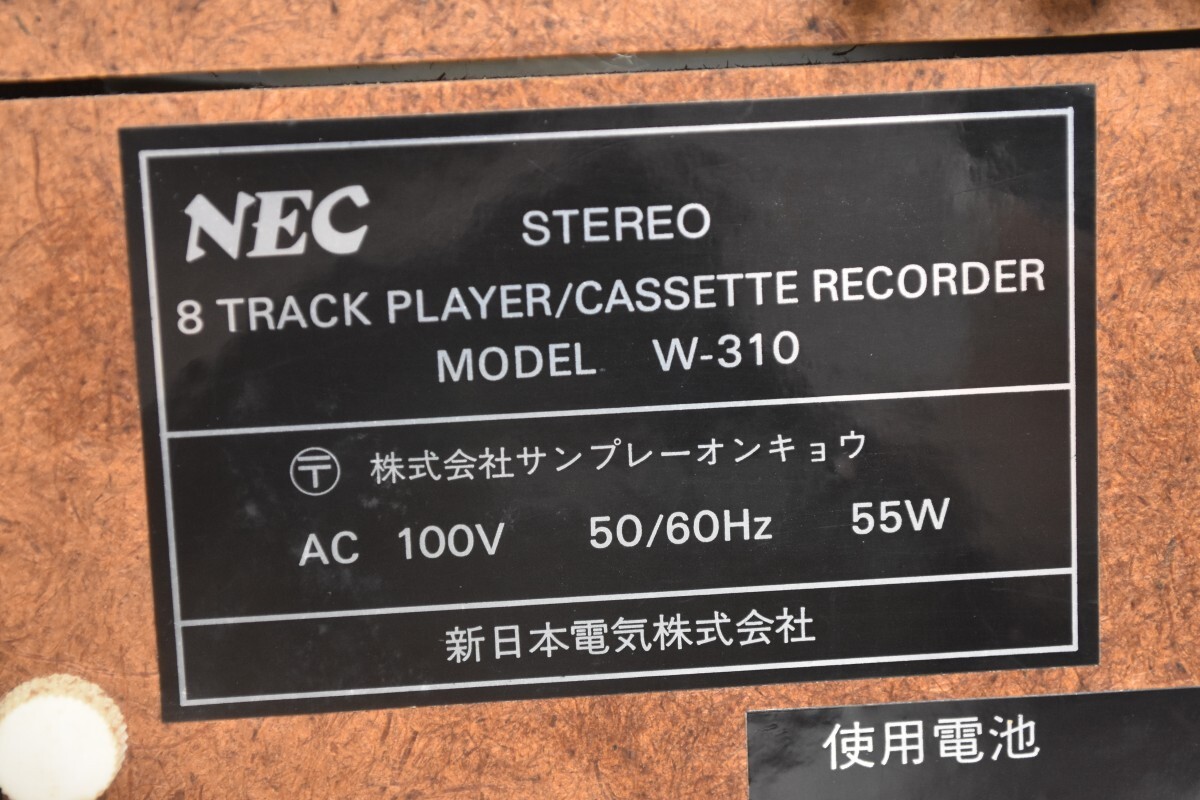 NEC STEREO
8 TRACK PLAYER/CASSETTE RECORDER
MODEL W-310
〒 株式会社サンプレーオンキョウ
AC 100V 50/60Hz 55W
新日本電気株式会社
使用電池